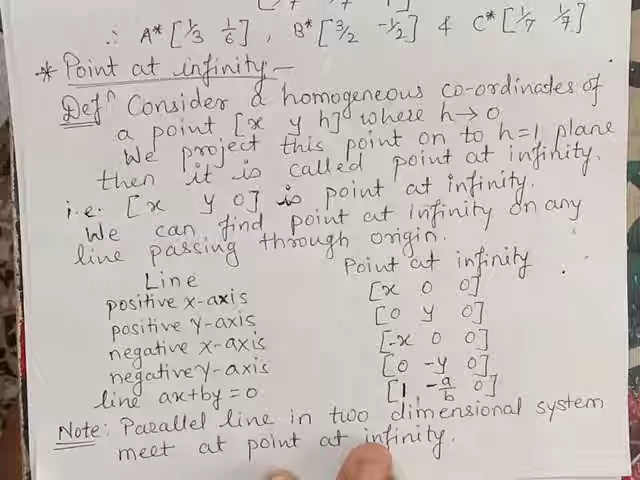 ∴ A* [1/3 1/6], B* [3/2 -1/2] & C* [1/7 1/7]
* Point at infinity -
Defⁿ Consider a homogeneous co-ordinates of
a point [x y h] where h→0
We project this point on to h=1 plane
then it is called point at infinity.
i.e. [x y 0] is point at infinity.
We can find point at infinity on any
line passing through origin.
Line Point at infinity
positive x-axis [x 0 0]
positive Y-axis [0 y 0]
negative x-axis [-x 0 0]
negative Y-axis [0 -y 0]
line ax+by=0 [1, -a/b 0]
Note: Parallel line in two dimensional system
meet at point at infinity.